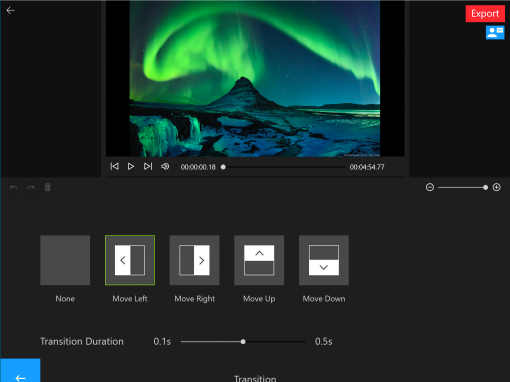 Export
00:00:00.18
00:04:54.77
None
Move Left
Move Right
Move Up
Move Down
Transition Duration
0.1s
0.5s
Transition